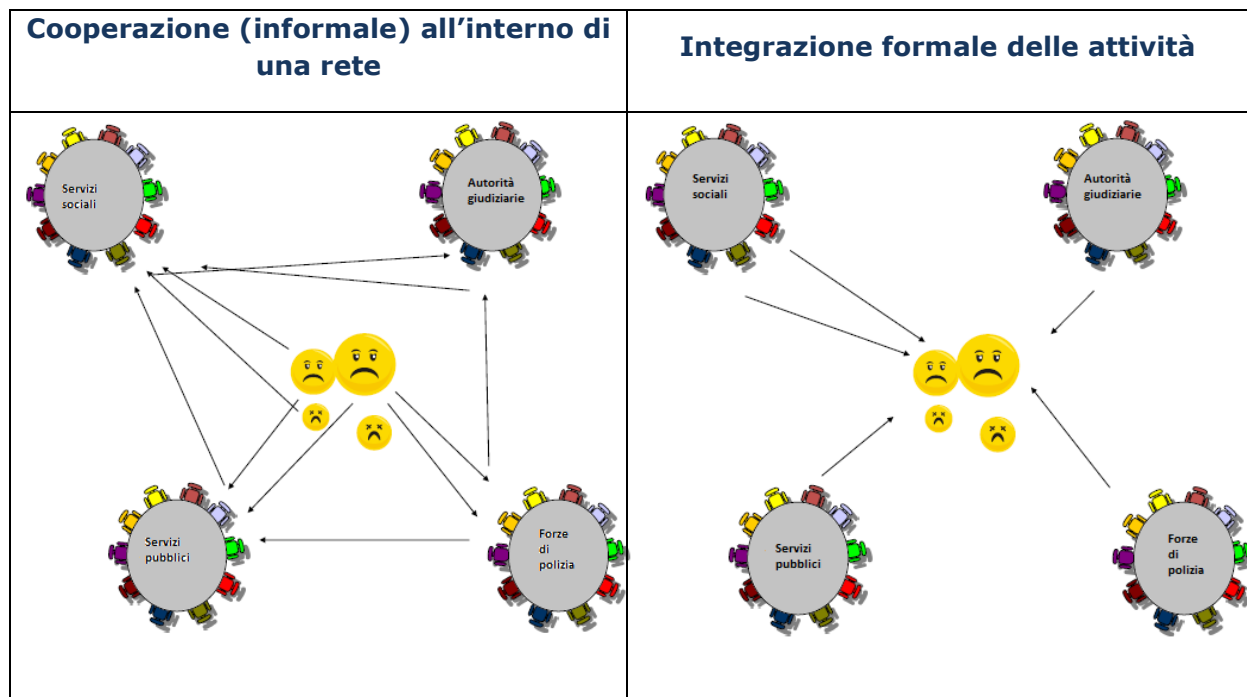 Cooperazione (informale) all’interno di
una rete
Integrazione formale delle attività
Servizi
sociali
Autorità
giudiziarie
Servizi
pubblici
Forze
di
polizia
Servizi
sociali
Autorità
giudiziarie
Servizi
pubblici
Forze
di
polizia